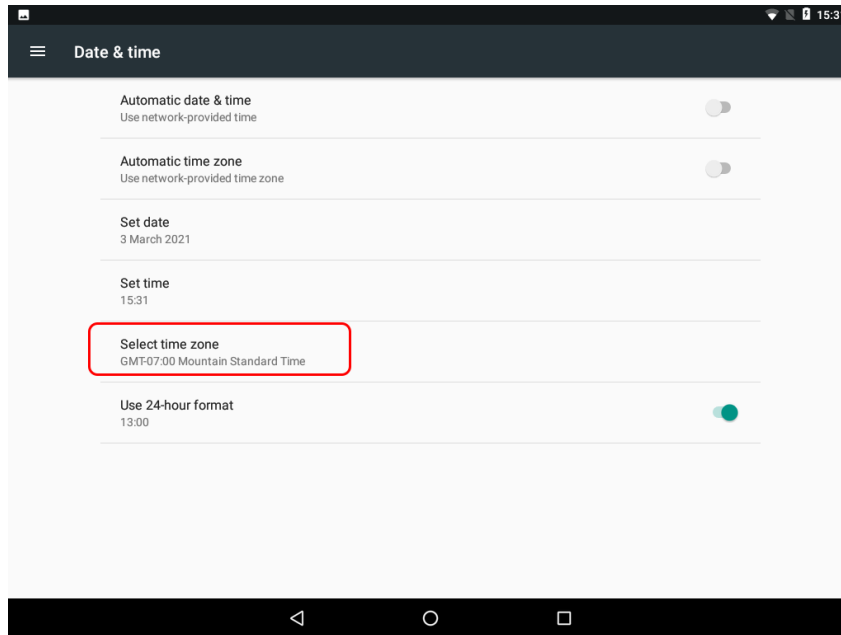 15:3
Date & time
Automatic date & time
Use network-provided time
Automatic time zone
Use network-provided time zone
Set date
3 March 2021
Set time
15:31
Select time zone
GMT-07:00 Mountain Standard Time
Use 24-hour format
13:00